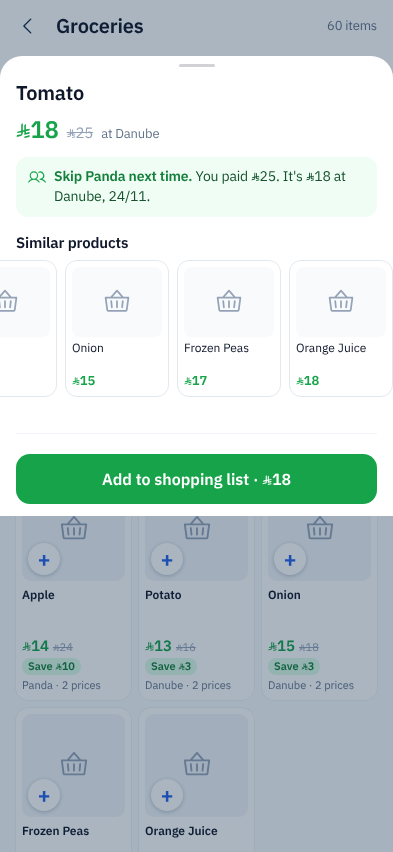 Groceries
60 items
Tomato
⃁18 ⃁25 at Danube
Skip Panda next time. You paid ⃁25. It's ⃁18 at
Danube, 24/11.
Similar products
Onion
⃁15
Frozen Peas
⃁17
Orange Juice
⃁18
Add to shopping list · ⃁18
Apple
⃁14 ⃁24
Save ⃁10
Panda · 2 prices
Potato
⃁13 ⃁16
Save ⃁3
Danube · 2 prices
Onion
⃁15 ⃁18
Save ⃁3
Danube · 2 prices
Frozen Peas
Orange Juice